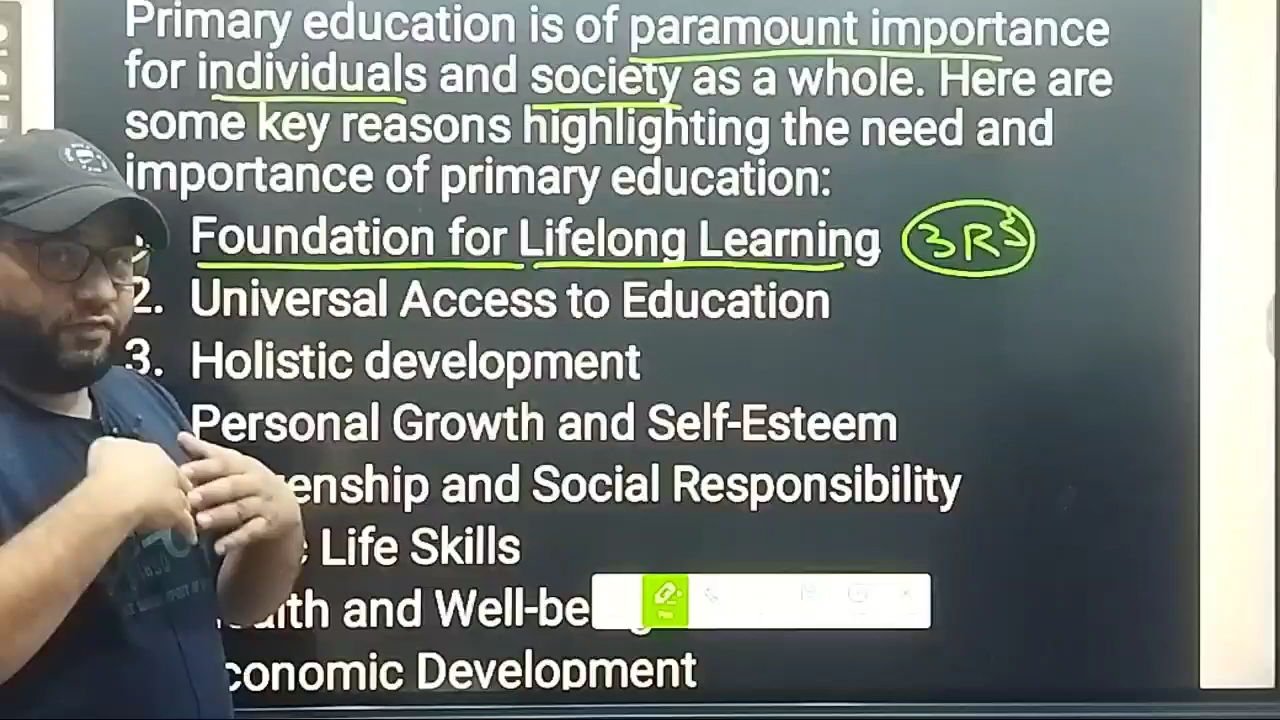 Primary education is of paramount importance
for individuals and society as a whole. Here are
some key reasons highlighting the need and
importance of primary education:
Foundation for Lifelong Learning 3R^s
2. Universal Access to Education
3. Holistic development
Personal Growth and Self-Esteem
enship and Social Responsibility
Life Skills
and Well-be
conomic Development